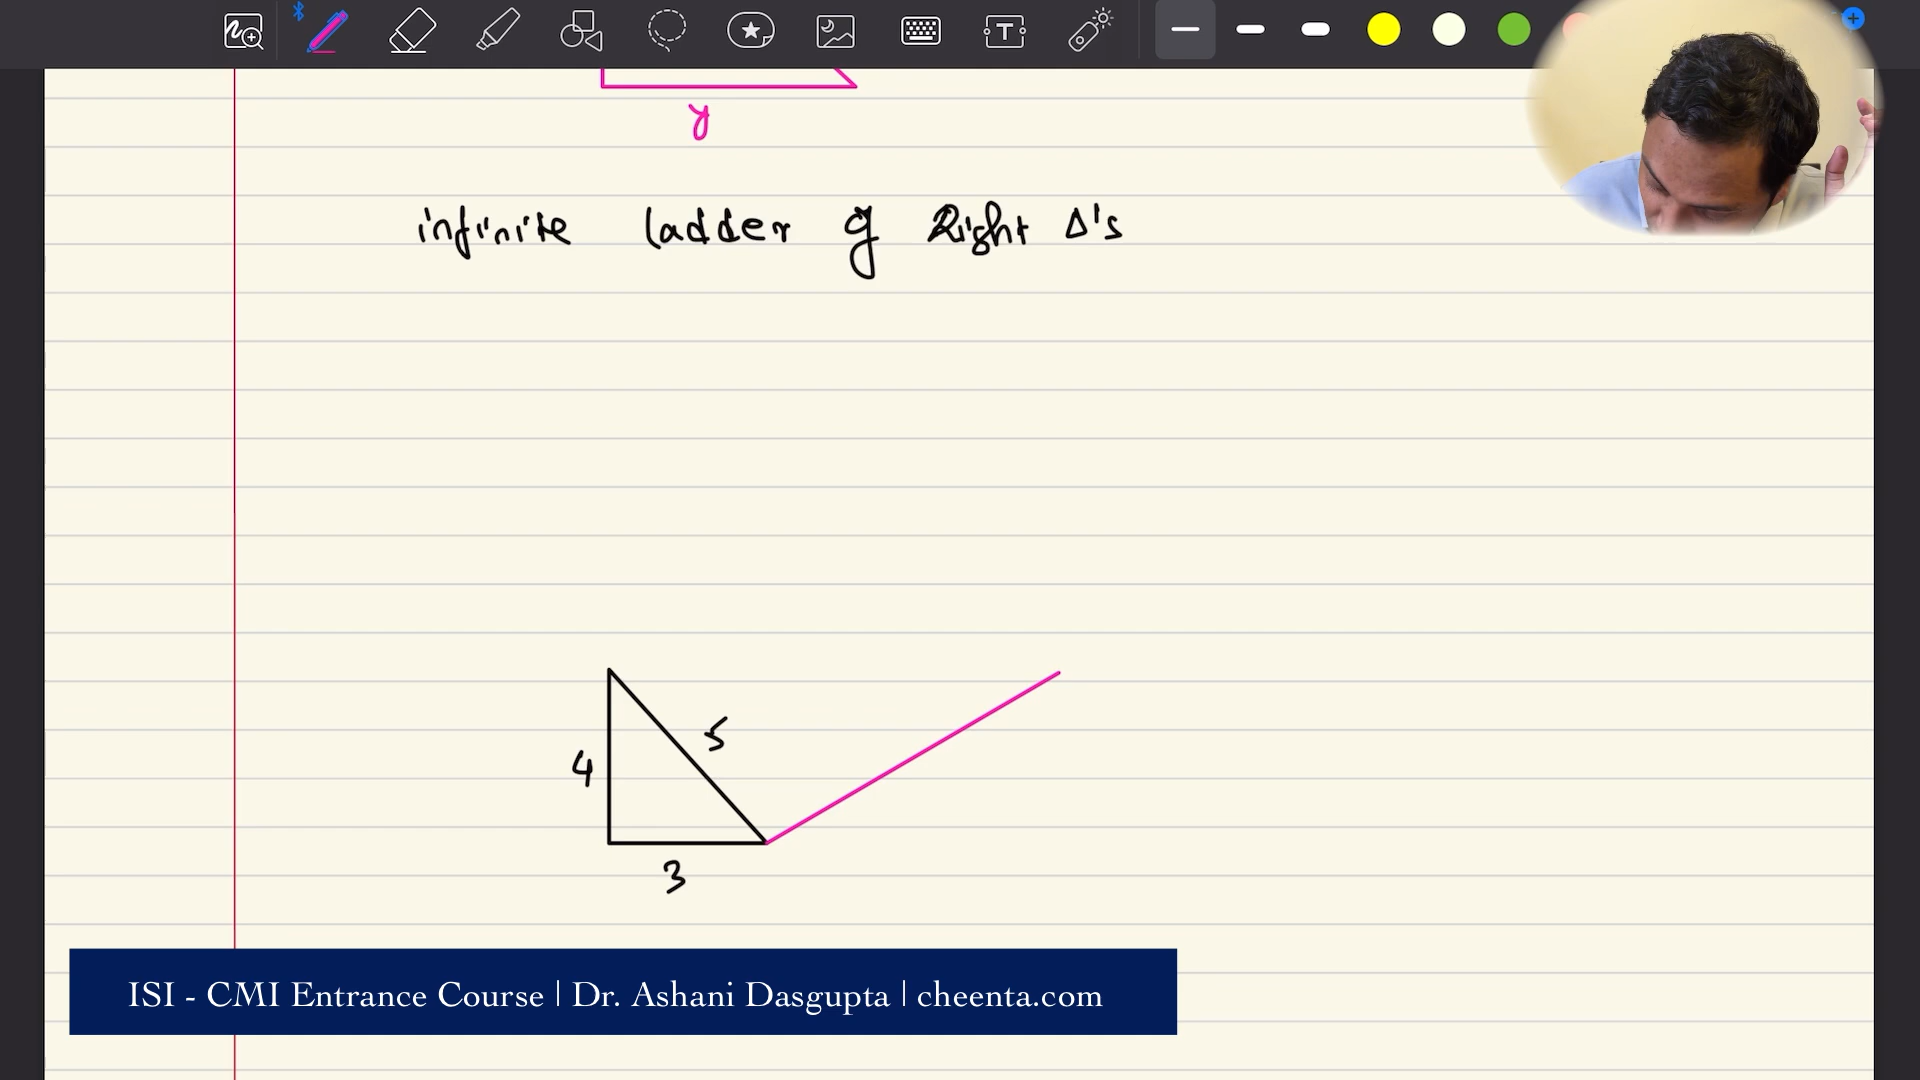 y
infinite ladder of Right Δ's
5
4
3
ISI - CMI Entrance Course | Dr. Ashani Dasgupta | cheenta.com